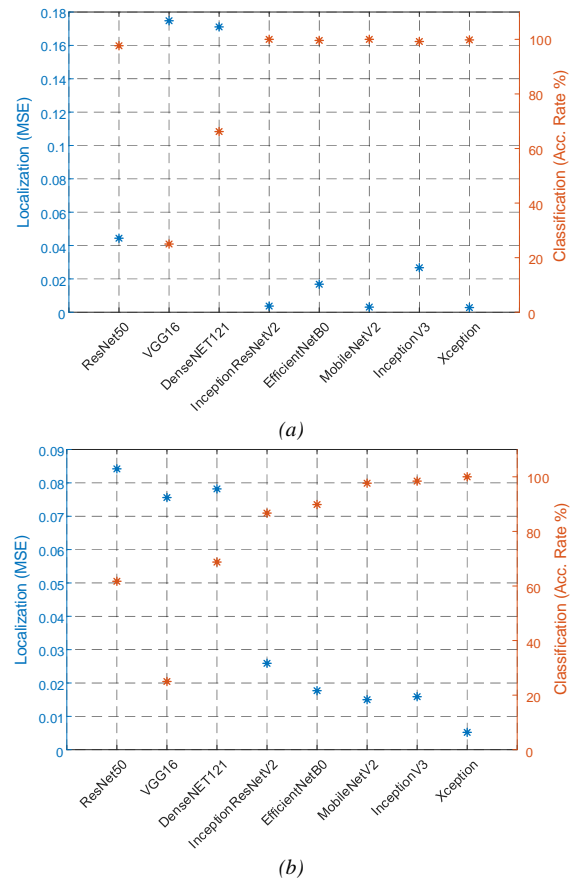 0.18
0.16
0.14
0.12
0.1
0.08
0.06
0.04
0.02
0
Localization (MSE)
100
80
60
40
20
0
Classification (Acc. Rate %)
ResNet50
VGG16
DenseNET121
InceptionResNetV2
EfficientNetB0
MobileNetV2
InceptionV3
Xception
(a)
0.09
0.08
0.07
0.06
0.05
0.04
0.03
0.02
0.01
0
Localization (MSE)
100
80
60
40
20
0
Classification (Acc. Rate %)
ResNet50
VGG16
DenseNET121
InceptionResNetV2
EfficientNetB0
MobileNetV2
InceptionV3
Xception
(b)